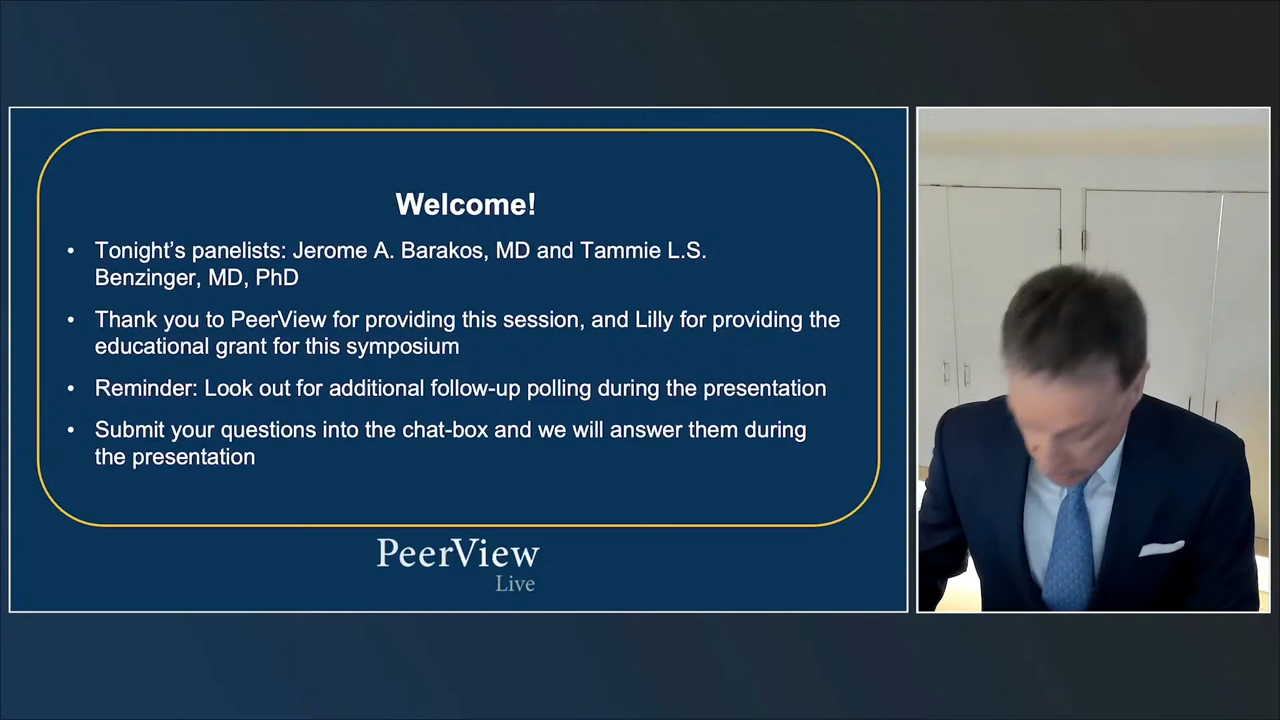 Welcome!
• Tonight's panelists: Jerome A. Barakos, MD and Tammie L.S.
Benzinger, MD, PhD
• Thank you to PeerView for providing this session, and Lilly for providing the
educational grant for this symposium
• Reminder: Look out for additional follow-up polling during the presentation
• Submit your questions into the chat-box and we will answer them during
the presentation
PeerView
Live